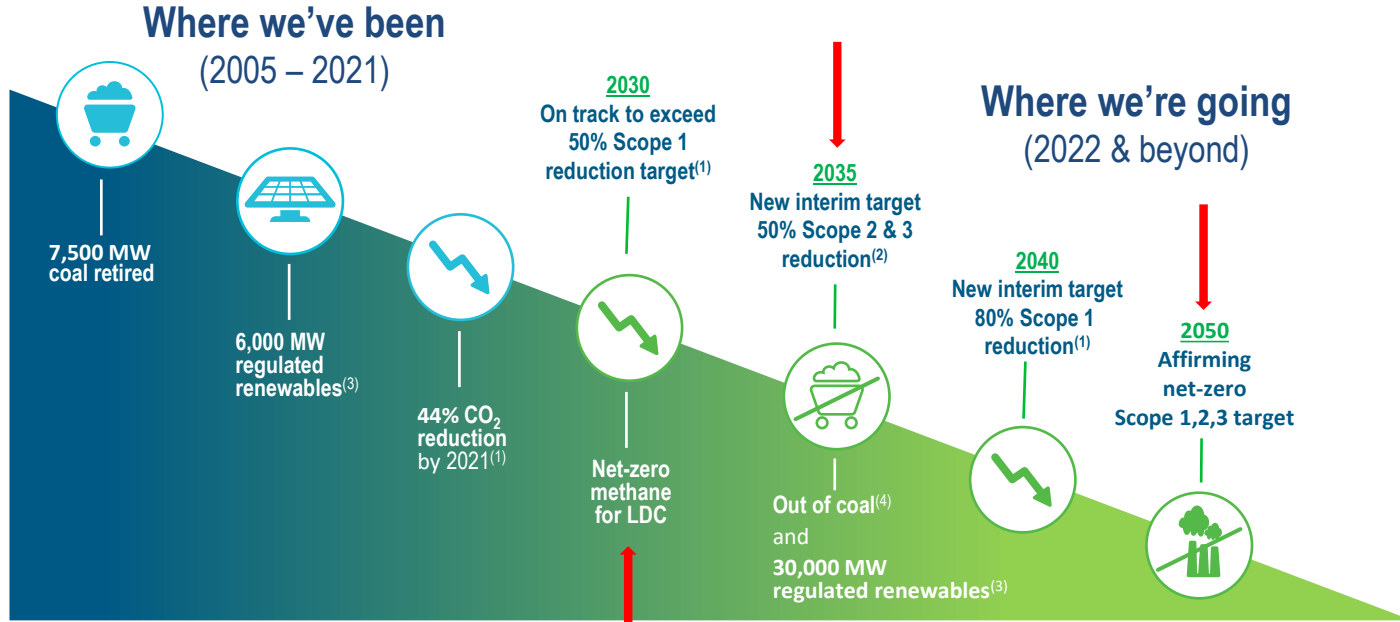 Where we’ve been
(2005 – 2021)
7,500 MW
coal retired
6,000 MW
regulated
renewables(3)
44% CO2
reduction
by 2021(1)
2030
On track to exceed
50% Scope 1
reduction target(1)
Net-zero
methane
for LDC
2035
New interim target
50% Scope 2 & 3
reduction(2)
Out of coal(4)
and
30,000 MW
regulated renewables(3)
Where we’re going
(2022 & beyond)
2040
New interim target
80% Scope 1
reduction(1)
2050
Affirming
net-zero
Scope 1,2,3 target